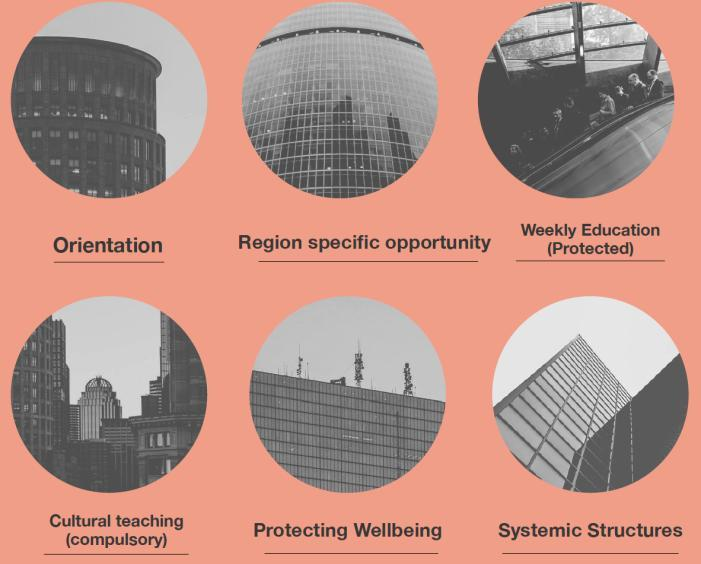 Orientation
Region specific opportunity
Weekly Education
(Protected)
Cultural teaching
(compulsory)
Protecting Wellbeing
Systemic Structures